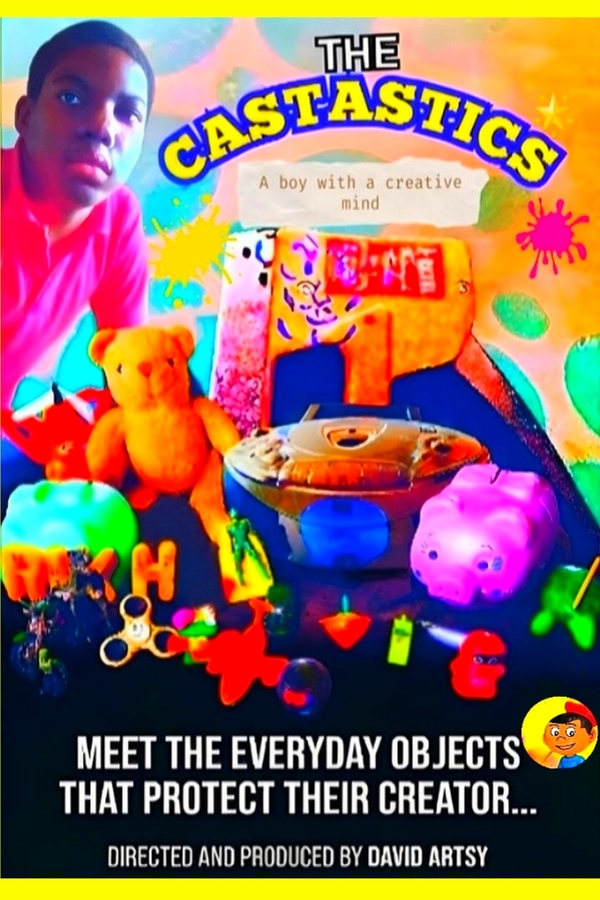 THE
CASTASTICS
A boy with a creative
mind
H
MEET THE EVERYDAY OBJECTS
THAT PROTECT THEIR CREATOR...
DIRECTED AND PRODUCED BY DAVID ARTSY